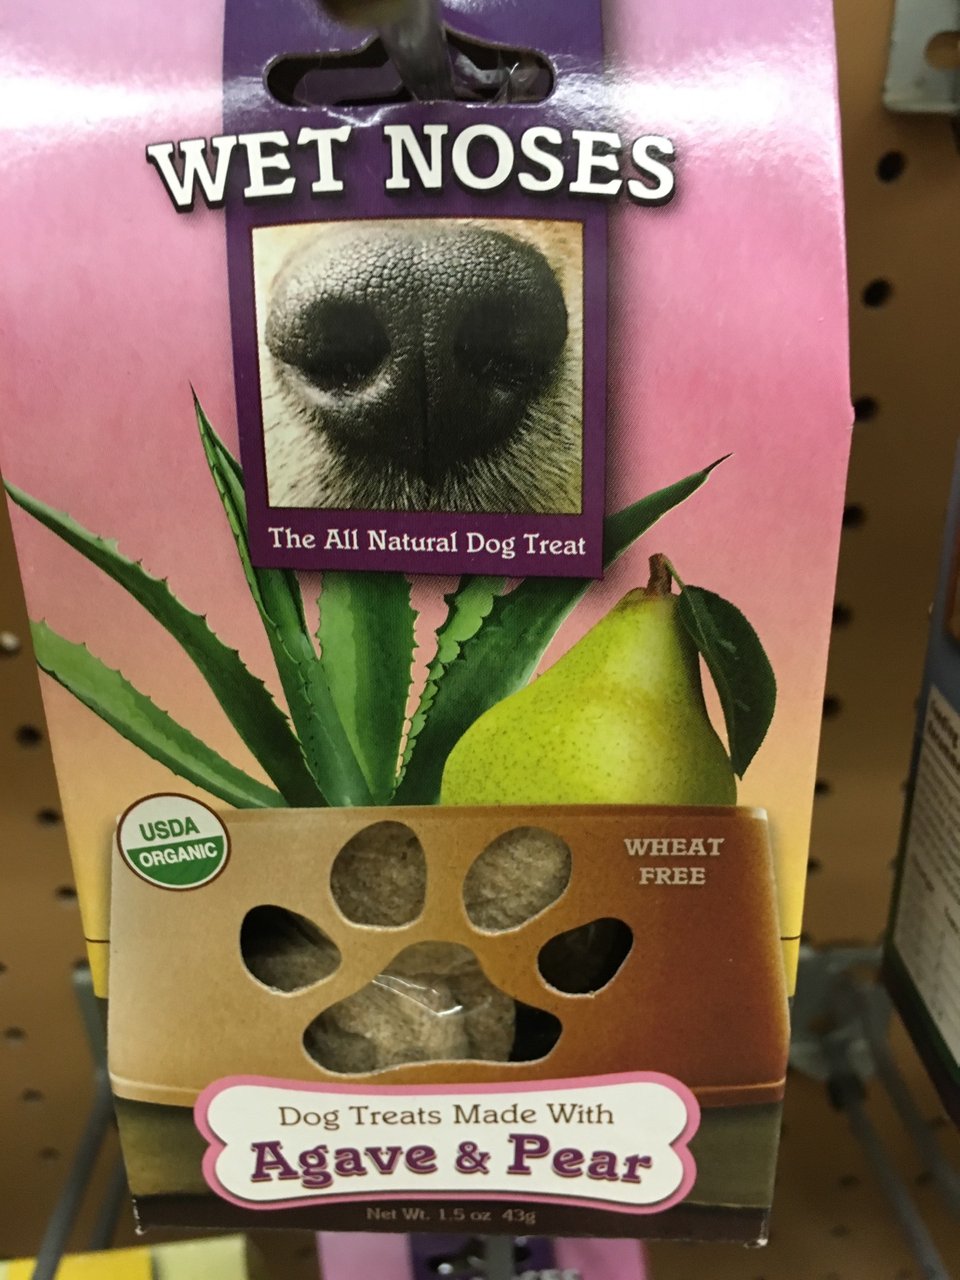 WET NOSES
The All Natural Dog Treat
USDA
ORGANIC
WHEAT
FREE
Dog Treats Made With
Agave & Pear
Net Wt. 1.5 oz 43g
NOSES